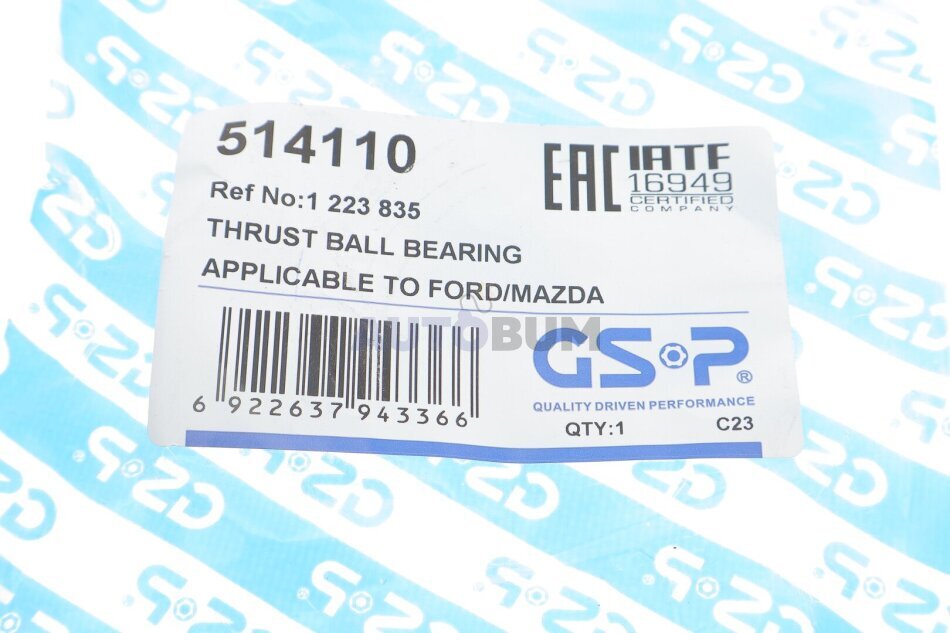 514110
EAC
IATF
16949
CERTIFIED
COMPANY
Ref No:1 223 835
THRUST BALL BEARING
APPLICABLE TO FORD/MAZDA
AUTOBUM
6 922637 943366
GSP®
QUALITY DRIVEN PERFORMANCE
QTY:1
C23